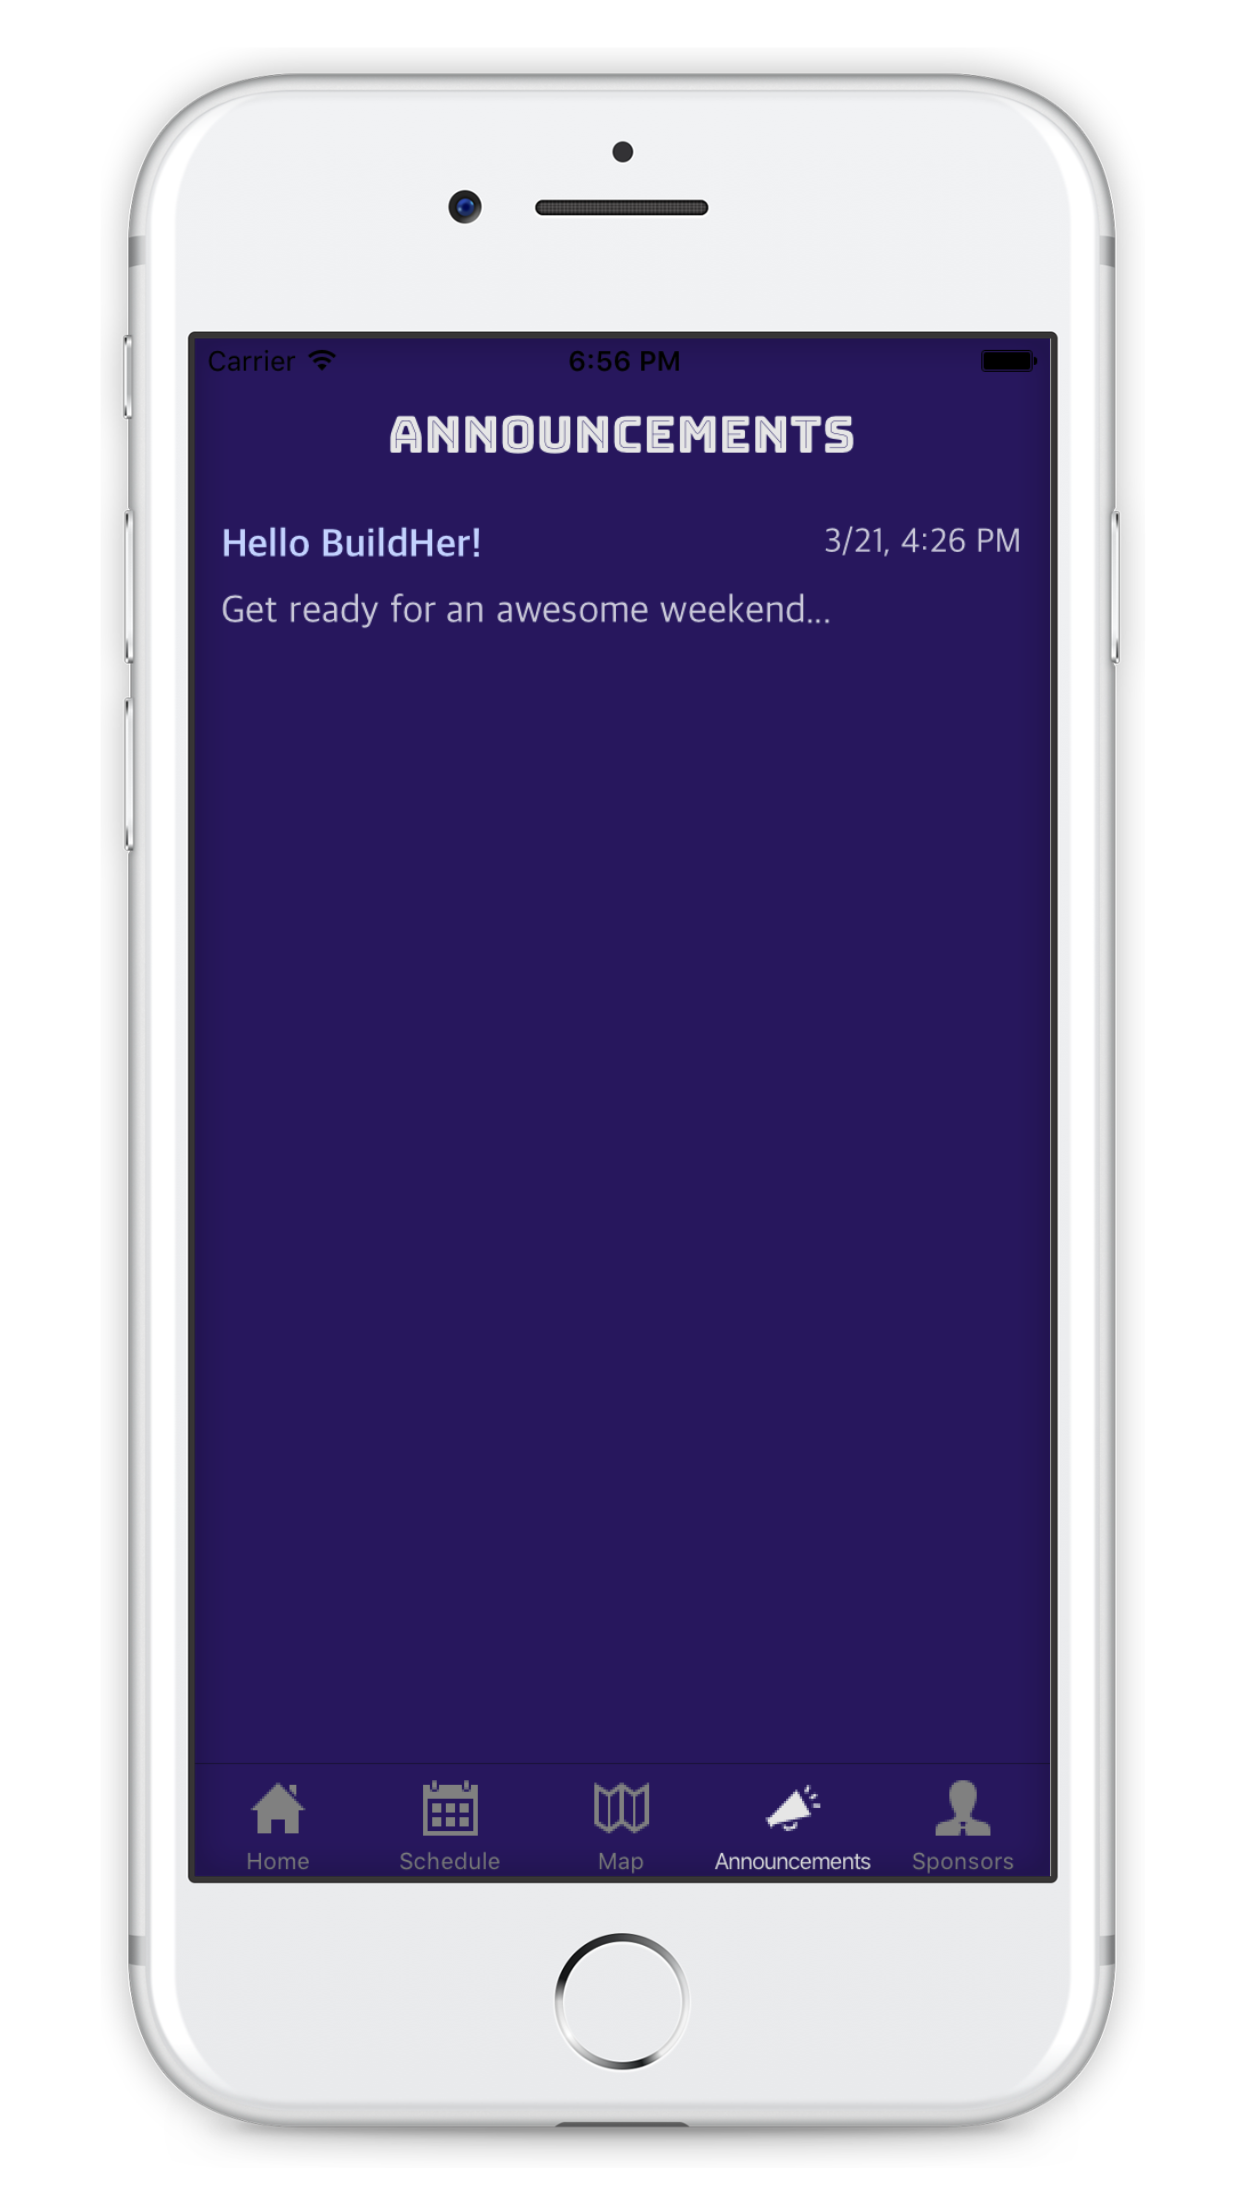 Carrier 6:56 PM
ANNOUNCEMENTS
Hello BuildHer! 3/21, 4:26 PM
Get ready for an awesome weekend...
Home Schedule Map Announcements Sponsors